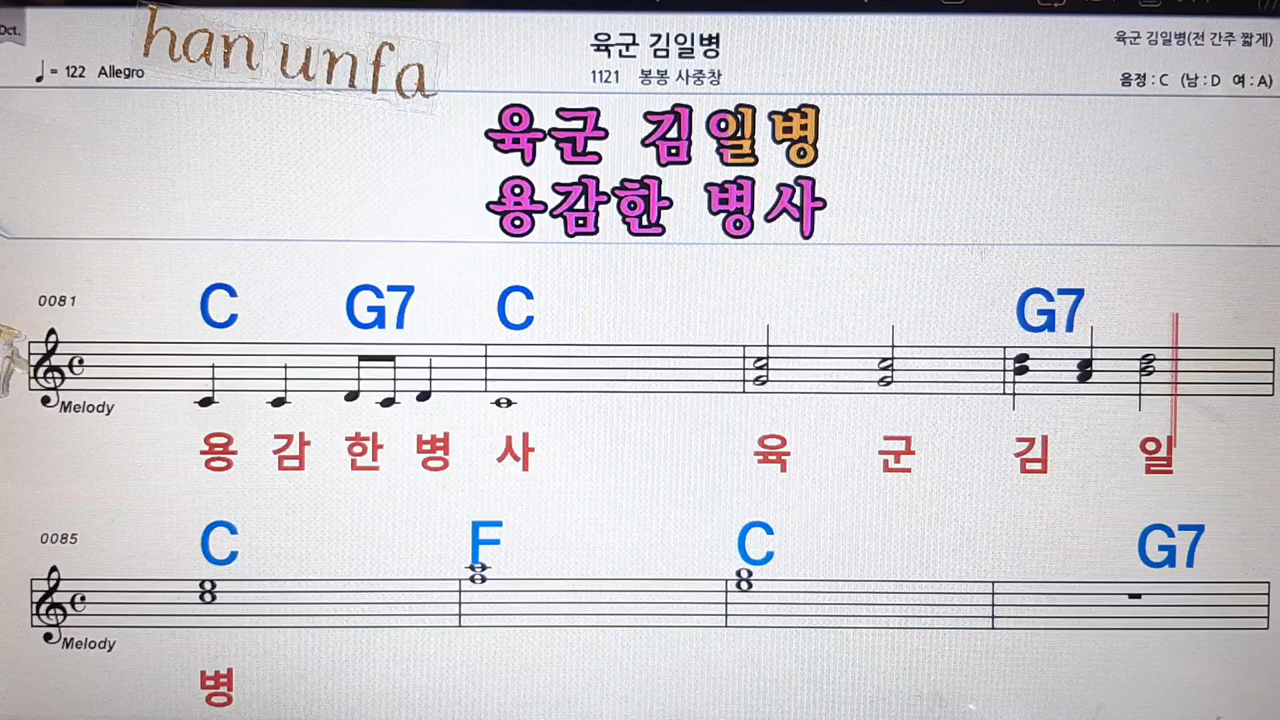 Oct.
han unfa
육군 김일병
육군 김일병(전 간주 짧게)
♩= 122 Allegro
1121 봉봉 사중창
음정 : C (남 : D 여 : A)
육군 김일병
용감한 병사
0081
C G7 C G7
Melody
용 감 한 병 사 육 군 김 일
0085
C F C G7
Melody
병